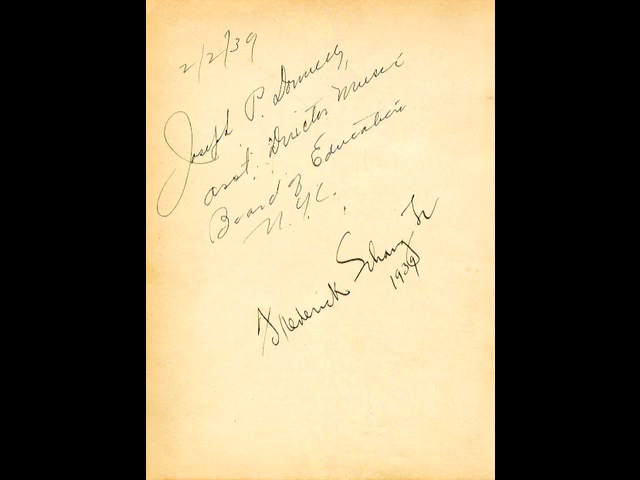 2/2/39
Joseph P. Donnelly,
asst. Director Music
Board of Education
N.Y.C.
Frederick Schang Jr
1939